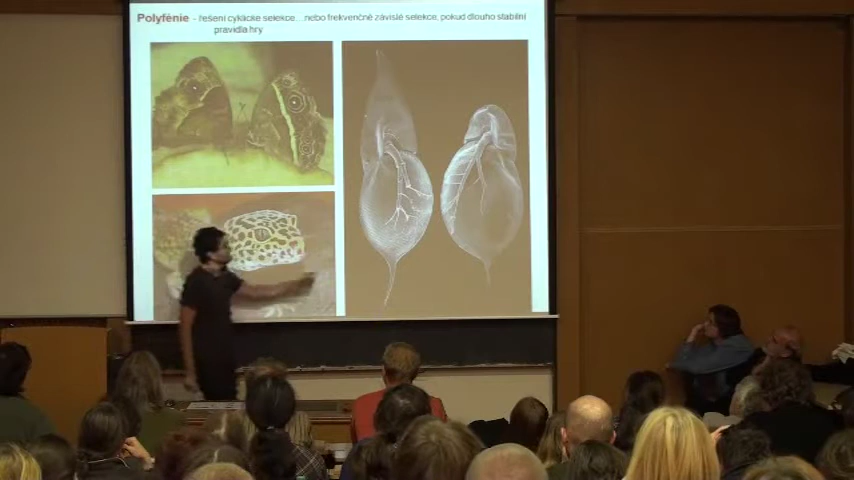 Polyfénie - řešení cyklické selekce…nebo frekvenčně závislé selekce, pokud dlouho stabilní
pravidla hry